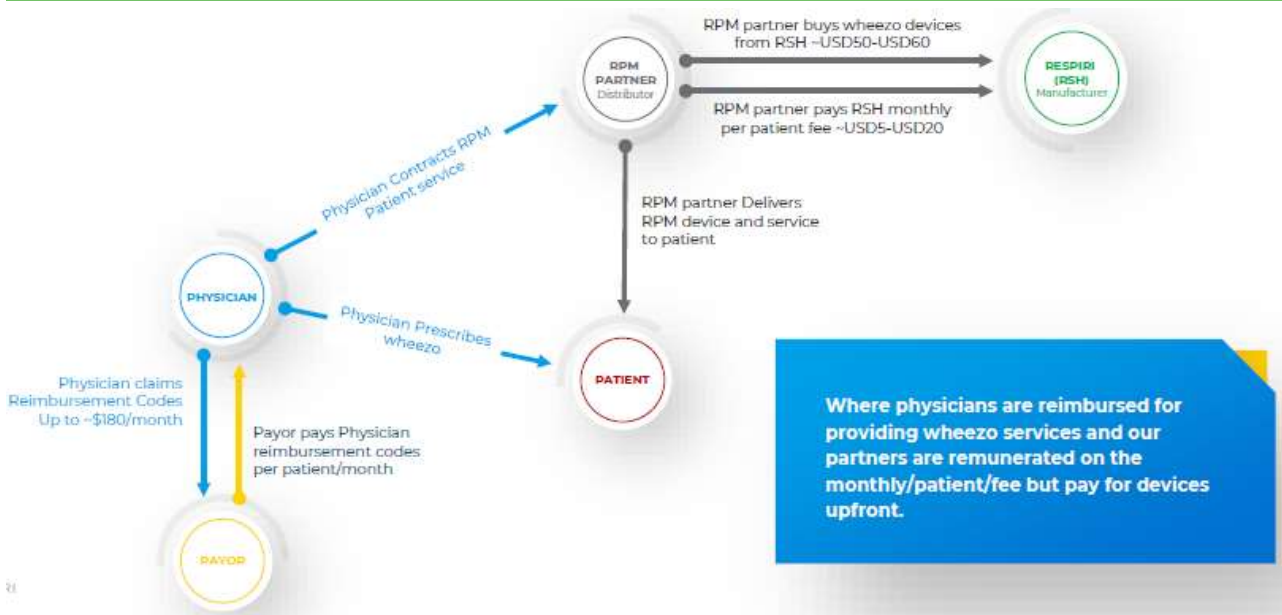 RPM partner buys wheezo devices
from RSH ~USD50-USD60
RPM
PARTNER
Distributor
RESPIRI
(RSH)
Manufacturer
RPM partner pays RSH monthly
per patient fee ~USD5-USD20
Physician Contracts RPM
Patient service
RPM partner Delivers
RPM device and service
to patient
PHYSICIAN
Physician Prescribes
wheezo
PATIENT
Physician claims
Reimbursement Codes
Up to ~$180/month
Payor pays Physician
reimbursement codes
per patient/month
Where physicians are reimbursed for
providing wheezo services and our
partners are remunerated on the
monthly/patient/fee but pay for devices
upfront.
PAYOR